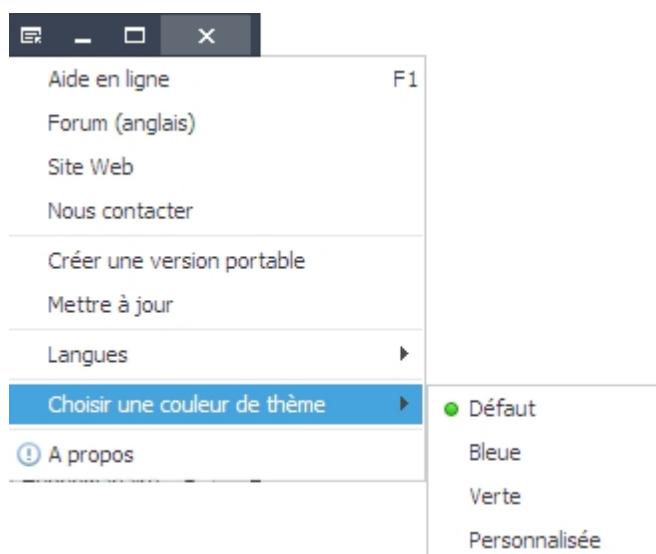 Aide en ligne F1
Forum (anglais)
Site Web
Nous contacter
Créer une version portable
Mettre à jour
Langues
Choisir une couleur de thème
Défaut
Bleue
Verte
Personnalisée
A propos